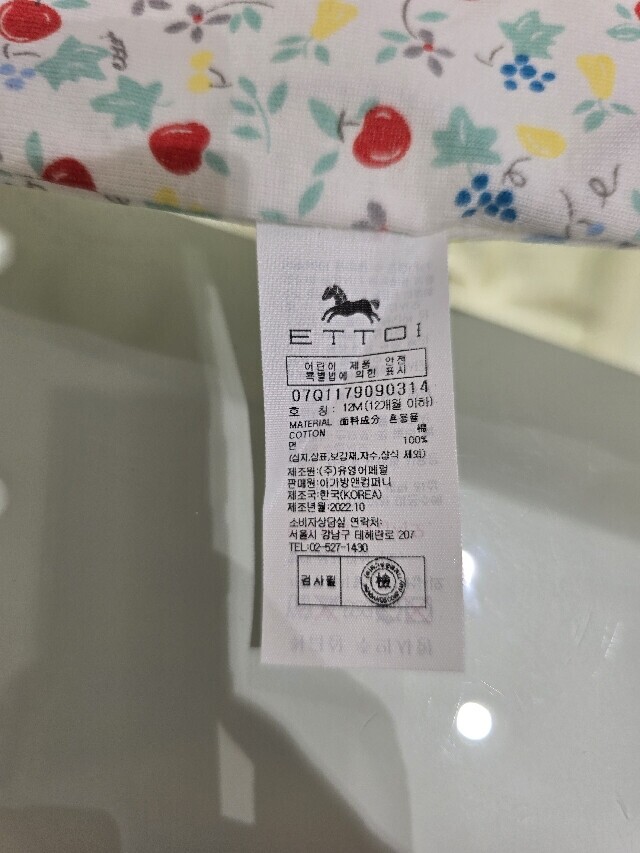 ETTOI
어린이 제품 안전
특별법에 의한 표시
07Q1179090314
호 칭: 12M(12개월 이하)
MATERIAL 面料成分 혼용율
COTTON 棉
면 100%
(심지,상표,보강재,자수,장식 제외)
제조원:(주)유영어페럴
판매원:아가방앤컴퍼니
제조국:한국(KOREA)
제조년월:2022.10
소비자상담실 연락처:
서울시 강남구 테헤란로 207
TEL:02-527-1430
검사필 檢